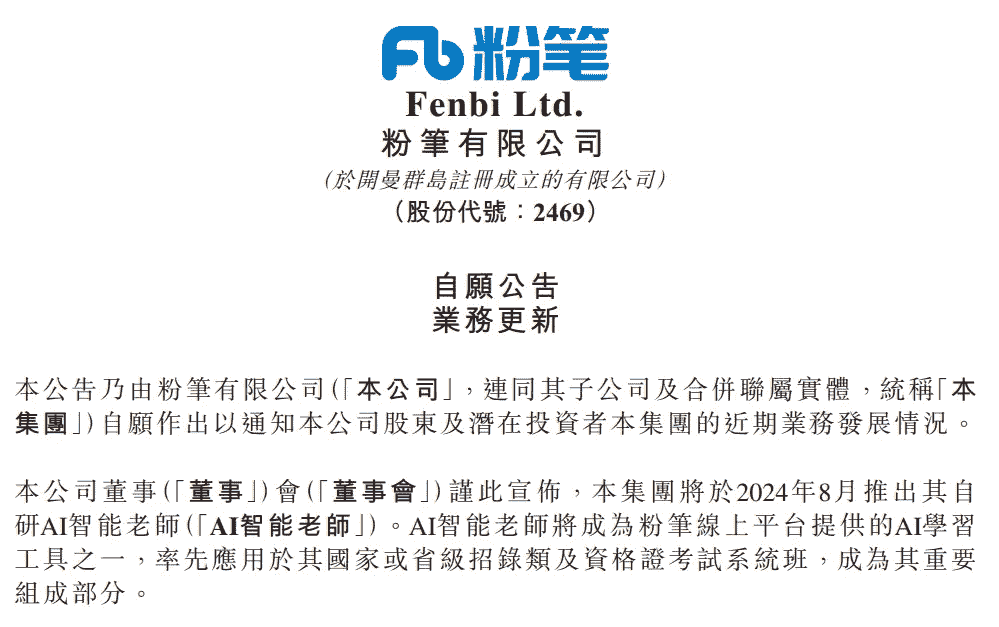 Fb 粉笔
Fenbi Ltd.
粉筆有限公司
(於開曼群島註冊成立的有限公司)
（股份代號：2469）
自願公告
業務更新
本公告乃由粉筆有限公司(「本公司」，連同其子公司及合併聯屬實體，統稱「本
集團」)自願作出以通知本公司股東及潛在投資者本集團的近期業務發展情況。
本公司董事(「董事」)會(「董事會」)謹此宣佈，本集團將於2024年8月推出其自
研AI智能老師(「AI智能老師」)。AI智能老師將成為粉筆線上平台提供的AI學習
工具之一，率先應用於其國家或省級招錄類及資格證考試系統班，成為其重要
組成部分。